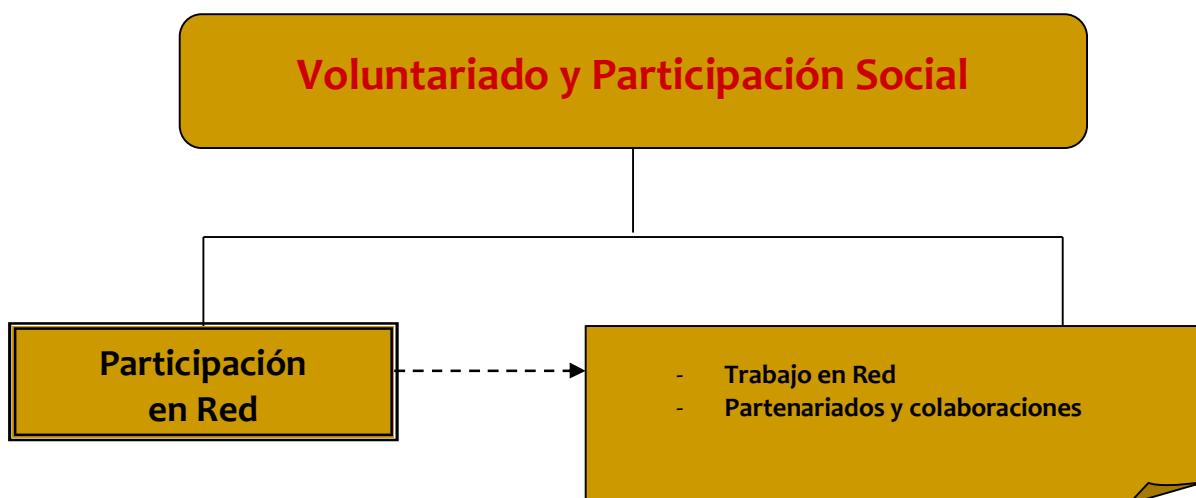 Voluntariado y Participación Social
Participación
en Red
- Trabajo en Red
- Partenariados y colaboraciones